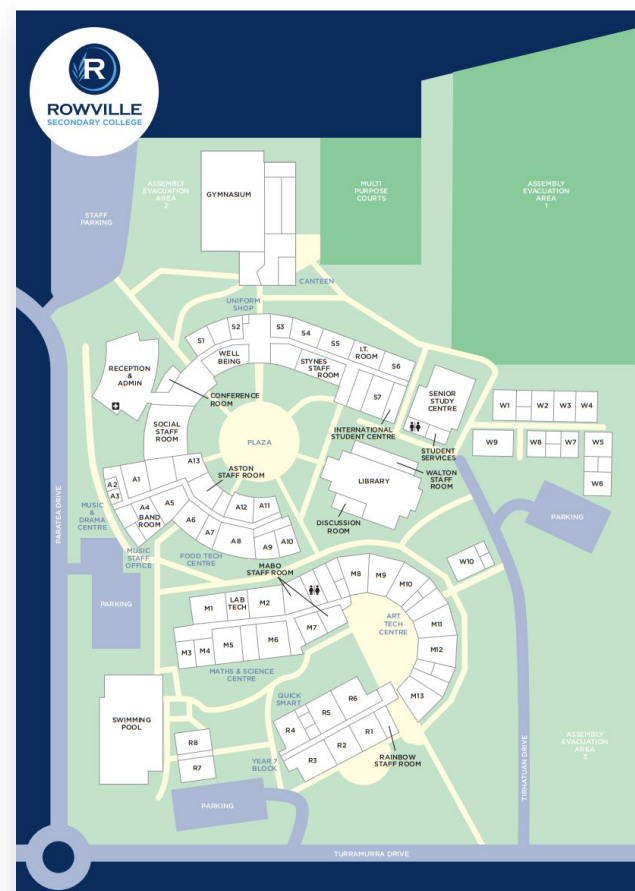 R
ROWVILLE
SECONDARY COLLEGE
STAFF
PARKING
ASSEMBLY
EVACUATION
AREA
2
GYMNASIUM
MULTI
PURPOSE
COURTS
ASSEMBLY
EVACUATION
AREA
1
CANTEEN
UNIFORM
SHOP
S1
S2
S3
S4
S5
I.T.
ROOM
S6
WELL
BEING
STYNES
STAFF
ROOM
S7
RECEPTION
&
ADMIN
CONFERENCE
ROOM
SENIOR
STUDY
CENTRE
W1
W2
W3
W4
SOCIAL
STAFF
ROOM
INTERNATIONAL
STUDENT CENTRE
STUDENT
SERVICES
W9
W8
W7
W5
W6
PLAZA
A13
ASTON
STAFF ROOM
WALTON
STAFF
ROOM
LIBRARY
DISCUSSION
ROOM
A1
A2
A3
A4
BAND
ROOM
A5
A6
A7
A8
A12
A11
A9
A10
PARATEA DRIVE
MUSIC
&
DRAMA
CENTRE
MUSIC
STAFF
OFFICE
FOOD TECH
CENTRE
PARKING
MABO
STAFF ROOM
W10
PARKING
M1
LAB
TECH
M2
M8
M9
M10
M11
M12
M13
ART
TECH
CENTRE
M3
M4
M5
M6
M7
MATHS & SCIENCE
CENTRE
SWIMMING
POOL
QUICK
SMART
R6
R5
R4
R3
R2
R1
R8
R7
YEAR 7
BLOCK
RAINBOW
STAFF ROOM
PARKING
TIRHATUAN DRIVE
ASSEMBLY
EVACUATION
AREA
3
TURRAMURRA DRIVE